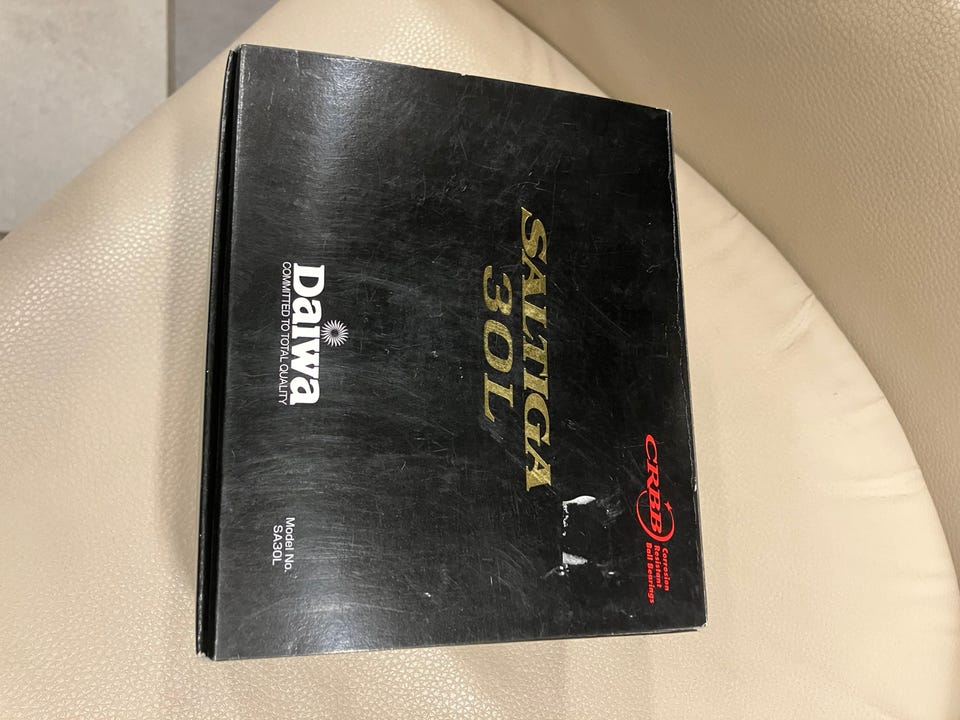 CRBB
Corrosion
Resistant
Ball Bearings
SALTIGA
30L
Daiwa
COMMITTED TO TOTAL QUALITY
Model No.
SA30L